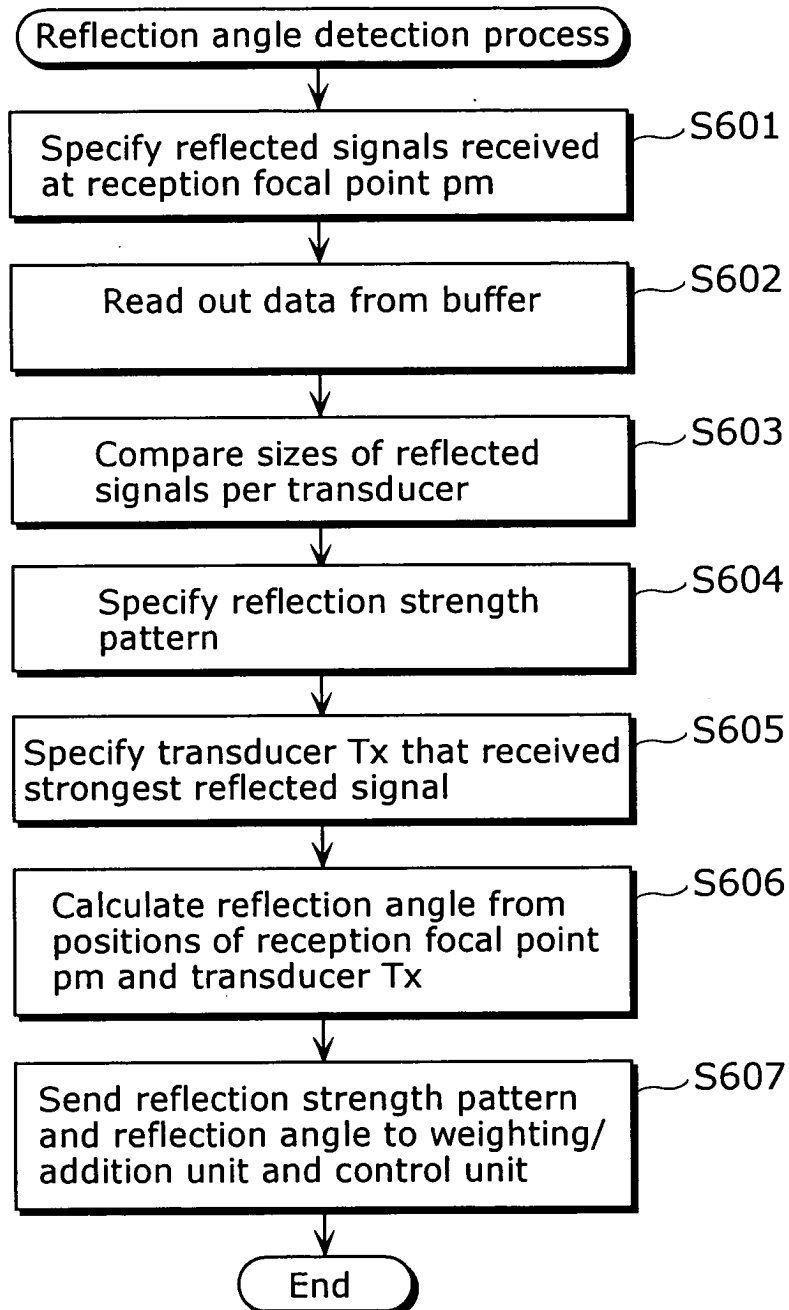 Reflection angle detection process
Specify reflected signals received
at reception focal point pm
S601
Read out data from buffer
S602
Compare sizes of reflected
signals per transducer
S603
Specify reflection strength
pattern
S604
Specify transducer Tx that received
strongest reflected signal
S605
Calculate reflection angle from
positions of reception focal point
pm and transducer Tx
S606
Send reflection strength pattern
and reflection angle to weighting/
addition unit and control unit
S607
End